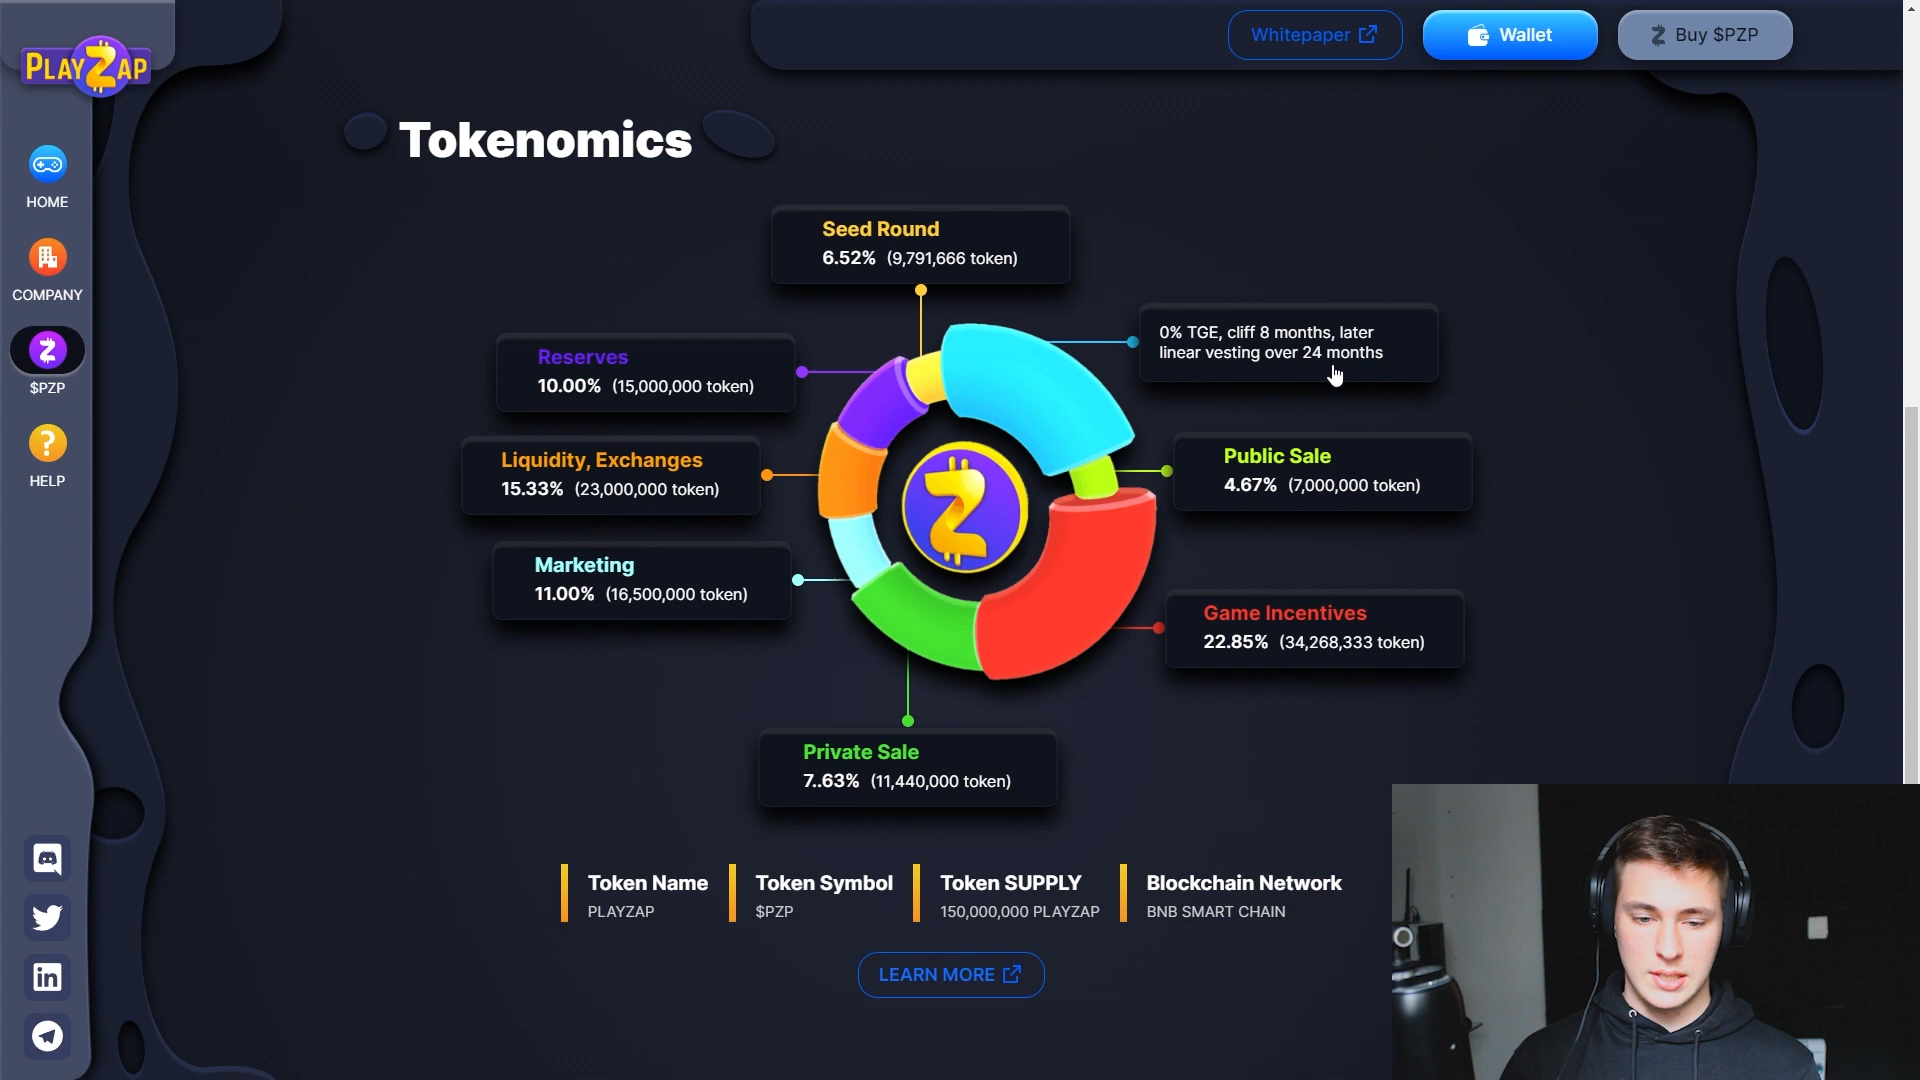 PLAYZAP
Whitepaper
Wallet
Buy $PZP
HOME
COMPANY
$PZP
HELP
Tokenomics
Seed Round
6.52% (9,791,666 token)
0% TGE, cliff 8 months, later
linear vesting over 24 months
Reserves
10.00% (15,000,000 token)
Public Sale
4.67% (7,000,000 token)
Liquidity, Exchanges
15.33% (23,000,000 token)
Marketing
11.00% (16,500,000 token)
Game Incentives
22.85% (34,268,333 token)
Private Sale
7..63% (11,440,000 token)
Token Name
PLAYZAP
Token Symbol
$PZP
Token SUPPLY
150,000,000 PLAYZAP
Blockchain Network
BNB SMART CHAIN
LEARN MORE